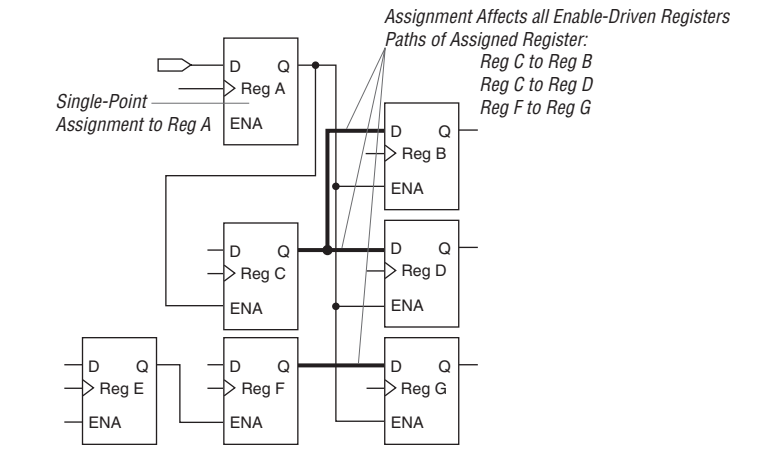 Assignment Affects all Enable-Driven Registers
Paths of Assigned Register:
Reg C to Reg B
Reg C to Reg D
Reg F to Reg G
Single-Point
Assignment to Reg A
D Q
Reg A
ENA
D Q
Reg B
ENA
D Q
Reg C
ENA
D Q
Reg D
ENA
D Q
Reg E
ENA
D Q
Reg F
ENA
D Q
Reg G
ENA